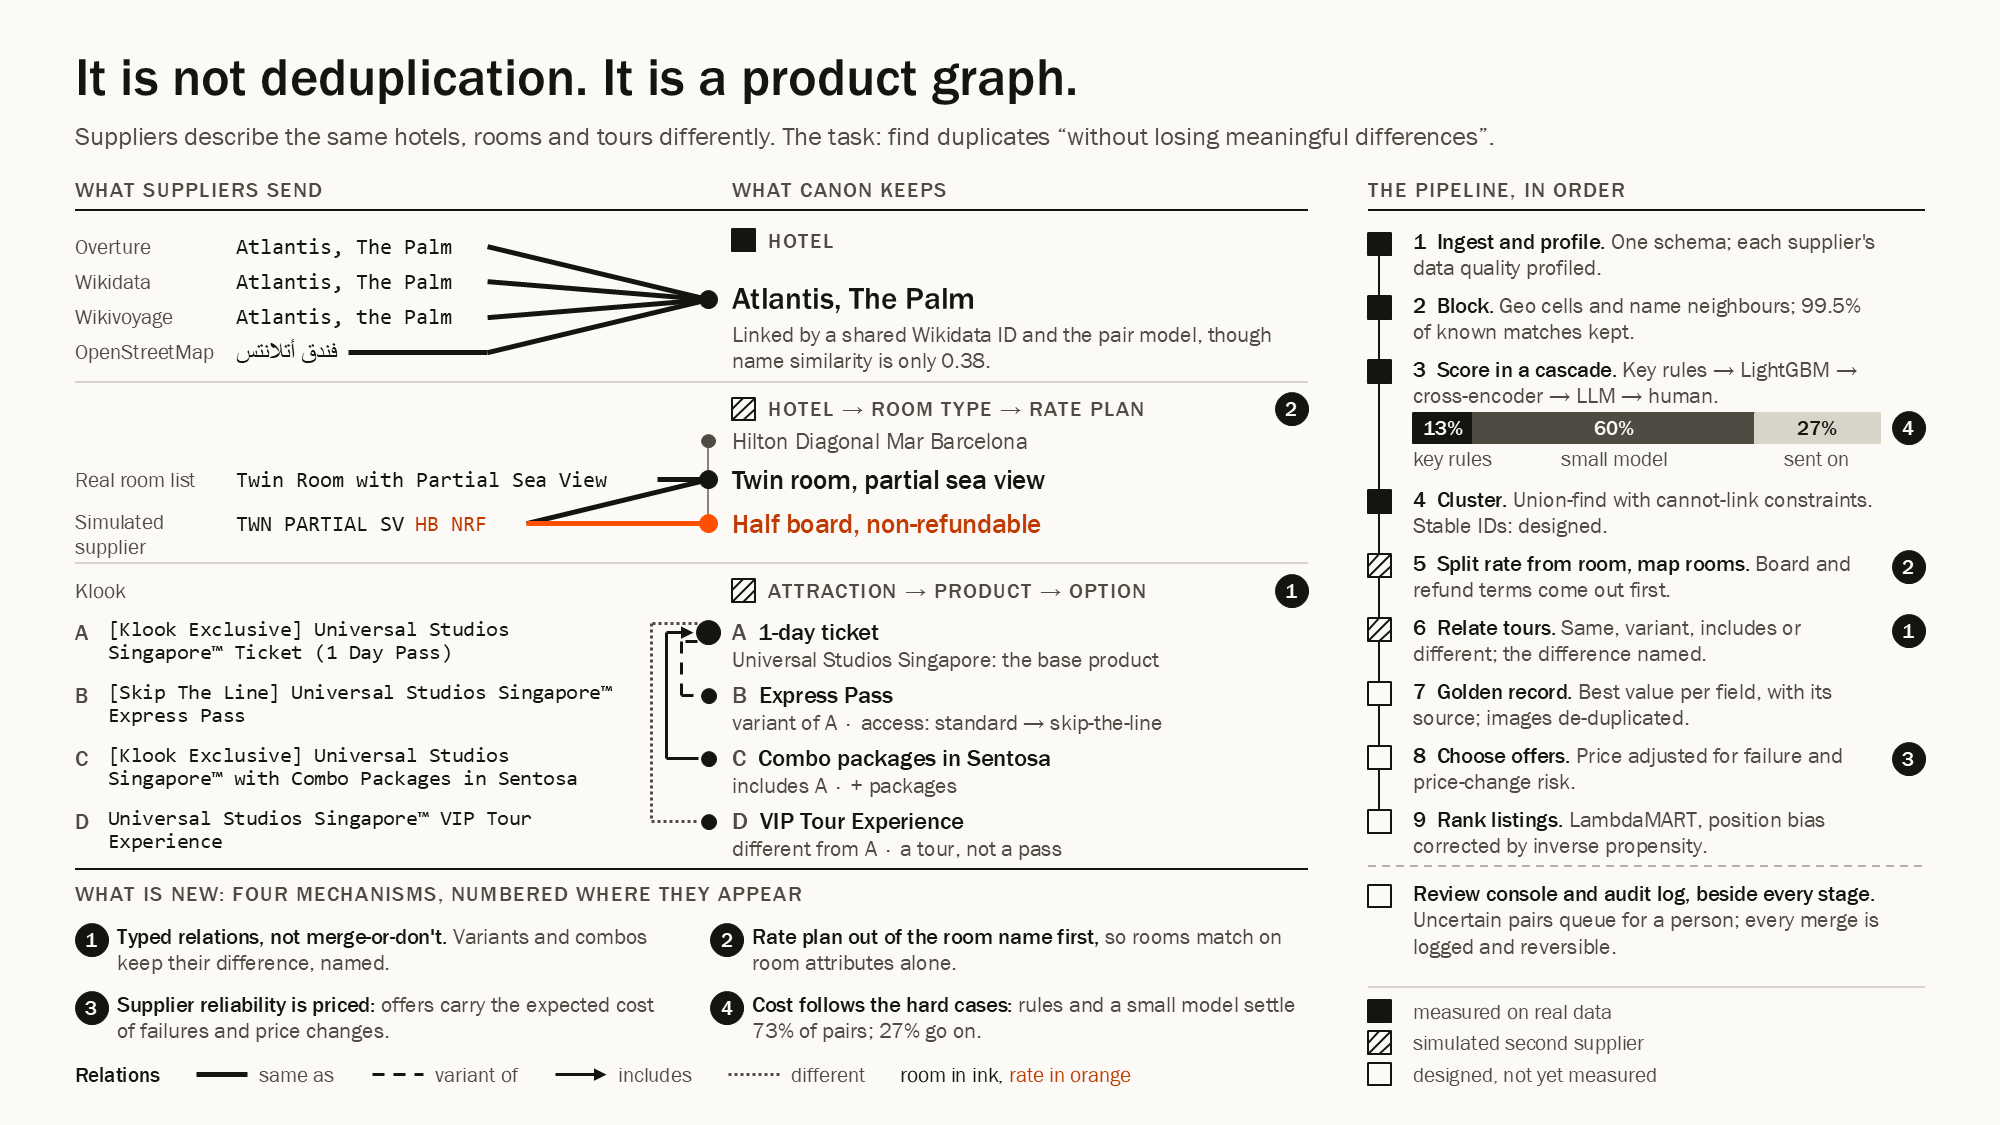 It is not deduplication. It is a product graph.
Suppliers describe the same hotels, rooms and tours differently. The task: find duplicates “without losing meaningful differences”.
WHAT SUPPLIERS SEND
WHAT CANON KEEPS
Overture Atlantis, The Palm
Wikidata Atlantis, The Palm
Wikivoyage Atlantis, the Palm
OpenStreetMap فندق أتلانتس
HOTEL
Atlantis, The Palm
Linked by a shared Wikidata ID and the pair model, though
name similarity is only 0.38.
HOTEL → ROOM TYPE → RATE PLAN 2
Hilton Diagonal Mar Barcelona
Real room list Twin Room with Partial Sea View
Twin room, partial sea view
Simulated
supplier
TWN PARTIAL SV HB NRF
Half board, non-refundable
Klook
ATTRACTION → PRODUCT → OPTION 1
A [Klook Exclusive] Universal Studios
Singapore™ Ticket (1 Day Pass)
B [Skip The Line] Universal Studios Singapore™
Express Pass
C [Klook Exclusive] Universal Studios
Singapore™ with Combo Packages in Sentosa
D Universal Studios Singapore™ VIP Tour
Experience
A 1-day ticket
Universal Studios Singapore: the base product
B Express Pass
variant of A · access: standard → skip-the-line
C Combo packages in Sentosa
includes A · + packages
D VIP Tour Experience
different from A · a tour, not a pass
WHAT IS NEW: FOUR MECHANISMS, NUMBERED WHERE THEY APPEAR
1 Typed relations, not merge-or-don't. Variants and combos
keep their difference, named.
2 Rate plan out of the room name first, so rooms match on
room attributes alone.
3 Supplier reliability is priced: offers carry the expected cost
of failures and price changes.
4 Cost follows the hard cases: rules and a small model settle
73% of pairs; 27% go on.
Relations same as variant of includes different room in ink, rate in orange
THE PIPELINE, IN ORDER
1 Ingest and profile. One schema; each supplier's
data quality profiled.
2 Block. Geo cells and name neighbours; 99.5%
of known matches kept.
3 Score in a cascade. Key rules → LightGBM →
cross-encoder → LLM → human.
13% 60% 27% 4
key rules small model sent on
4 Cluster. Union-find with cannot-link constraints.
Stable IDs: designed.
5 Split rate from room, map rooms. Board and 2
refund terms come out first.
6 Relate tours. Same, variant, includes or 1
different; the difference named.
7 Golden record. Best value per field, with its
source; images de-duplicated.
8 Choose offers. Price adjusted for failure and 3
price-change risk.
9 Rank listings. LambdaMART, position bias
corrected by inverse propensity.
Review console and audit log, beside every stage.
Uncertain pairs queue for a person; every merge is
logged and reversible.
measured on real data
simulated second supplier
designed, not yet measured